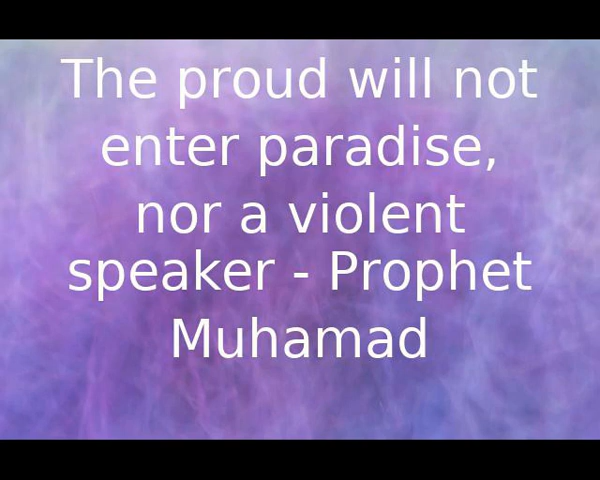 The proud will not
enter paradise,
nor a violent
speaker - Prophet
Muhamad